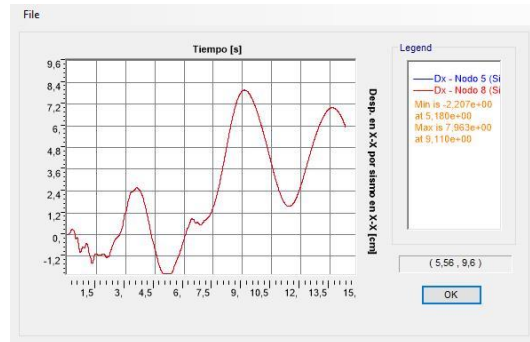 File
Tiempo [s]
9,6
8,4
7,2
6,
4,8
3,6
2,4
1,2
0,
-1,2
1,5 3, 4,5 6, 7,5 9, 10,5 12, 13,5 15,
Desp. en X-X por sismo en X-X [cm]
Legend
Dx - Nodo 5 (Si
Dx - Nodo 8 (Si
Min is -2,207e+00
at 5,180e+00
Max is 7,963e+00
at 9,110e+00
( 5,56 , 9,6 )
OK